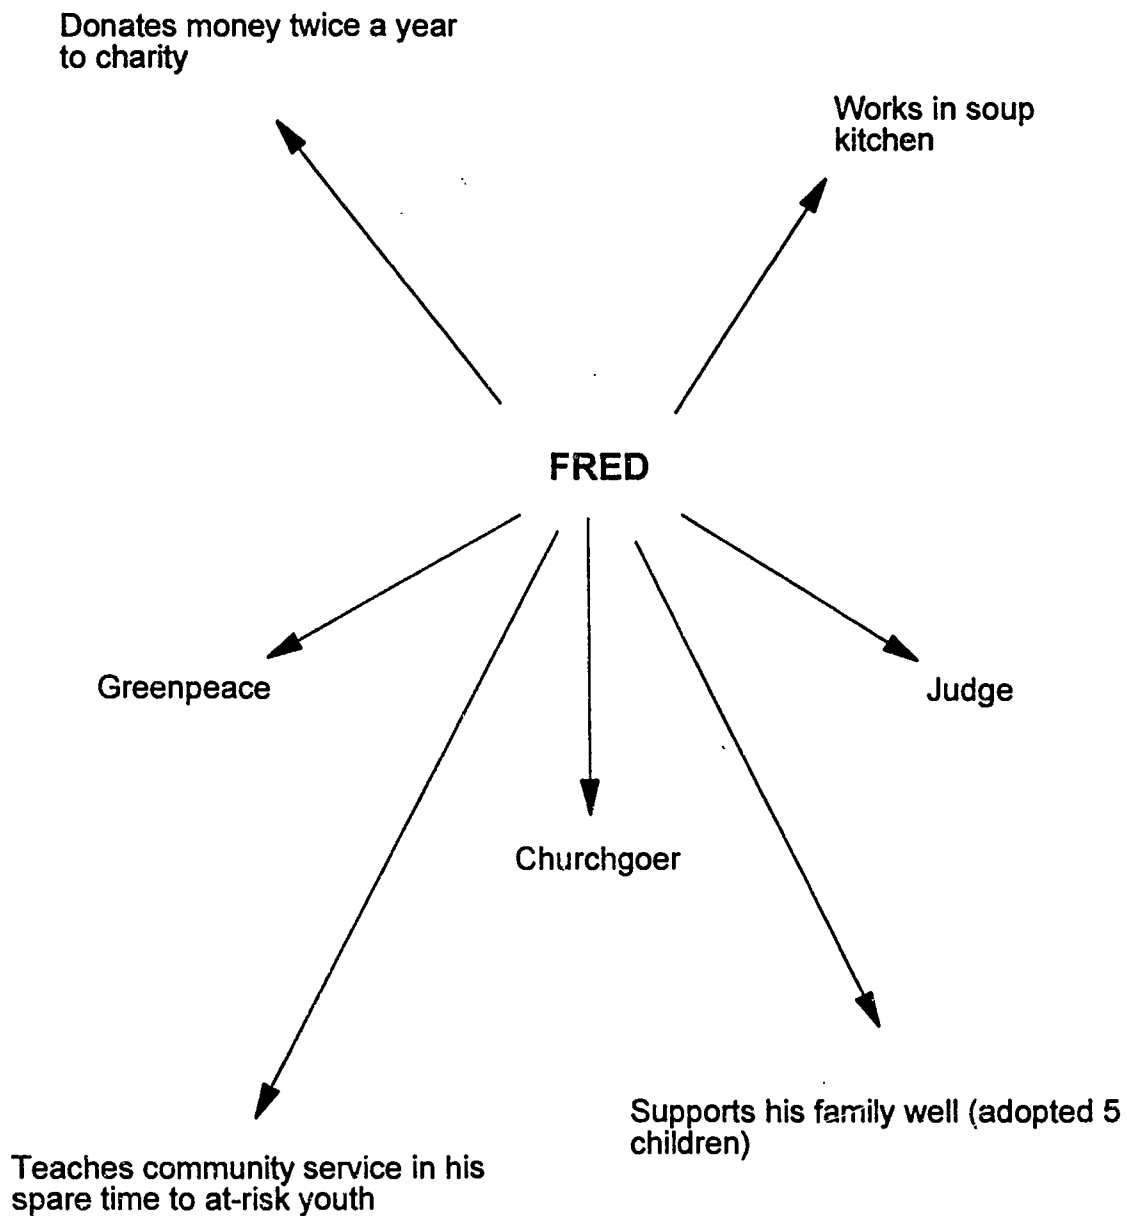 Donates money twice a year
to charity
Works in soup
kitchen
FRED
Greenpeace
Judge
Churchgoer
Supports his family well (adopted 5
children)
Teaches community service in his
spare time to at-risk youth